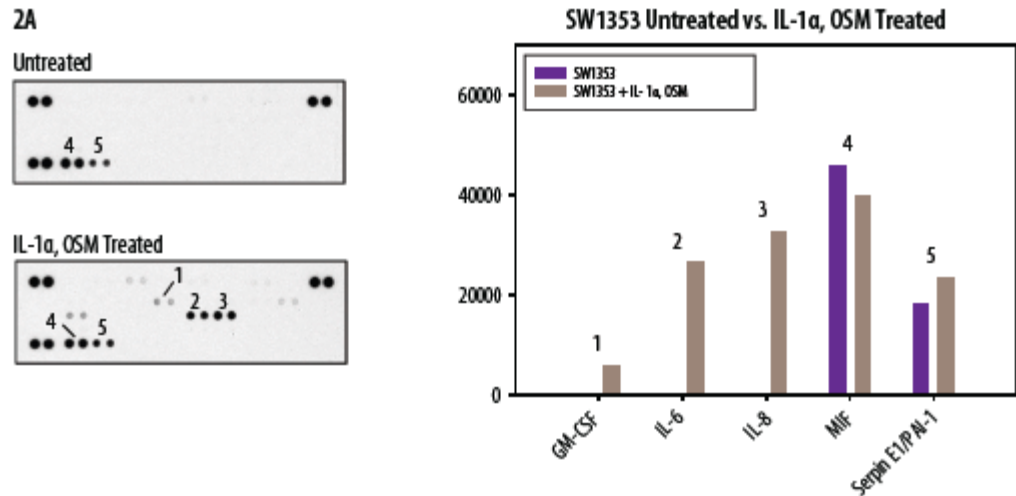 2A
Untreated
4 5
IL-1α, OSM Treated
1
2 3
4 5
SW1353 Untreated vs. IL-1α, OSM Treated
SW1353
SW1353 + IL- 1α, OSM
60000
40000
20000
0
1
2
3
4
5
GM-CSF
IL-6
IL-8
MIF
Serpin E1/P AI-1